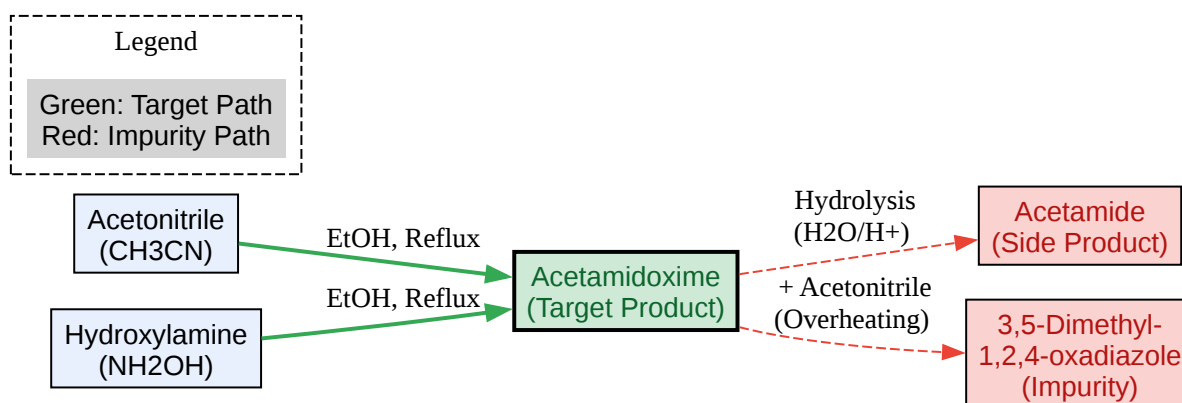 Legend
Green: Target Path
Red: Impurity Path
Acetonitrile
(CH3CN)
EtOH, Reflux
Hydroxylamine
(NH2OH)
EtOH, Reflux
Acetamidoxime
(Target Product)
Hydrolysis
(H2O/H+)
Acetamide
(Side Product)
+ Acetonitrile
(Overheating)
3,5-Dimethyl-
1,2,4-oxadiazole
(Impurity)